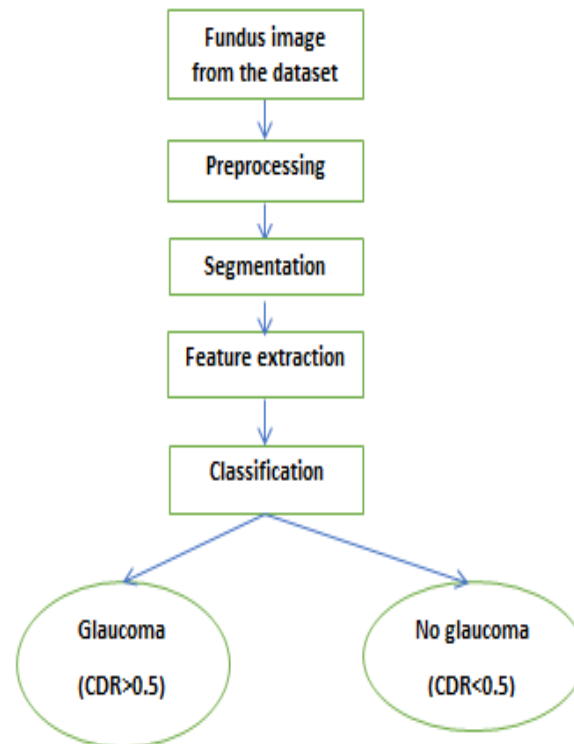 Fundus image
from the dataset
Preprocessing
Segmentation
Feature extraction
Classification
Glaucoma
(CDR>0.5)
No glaucoma
(CDR<0.5)